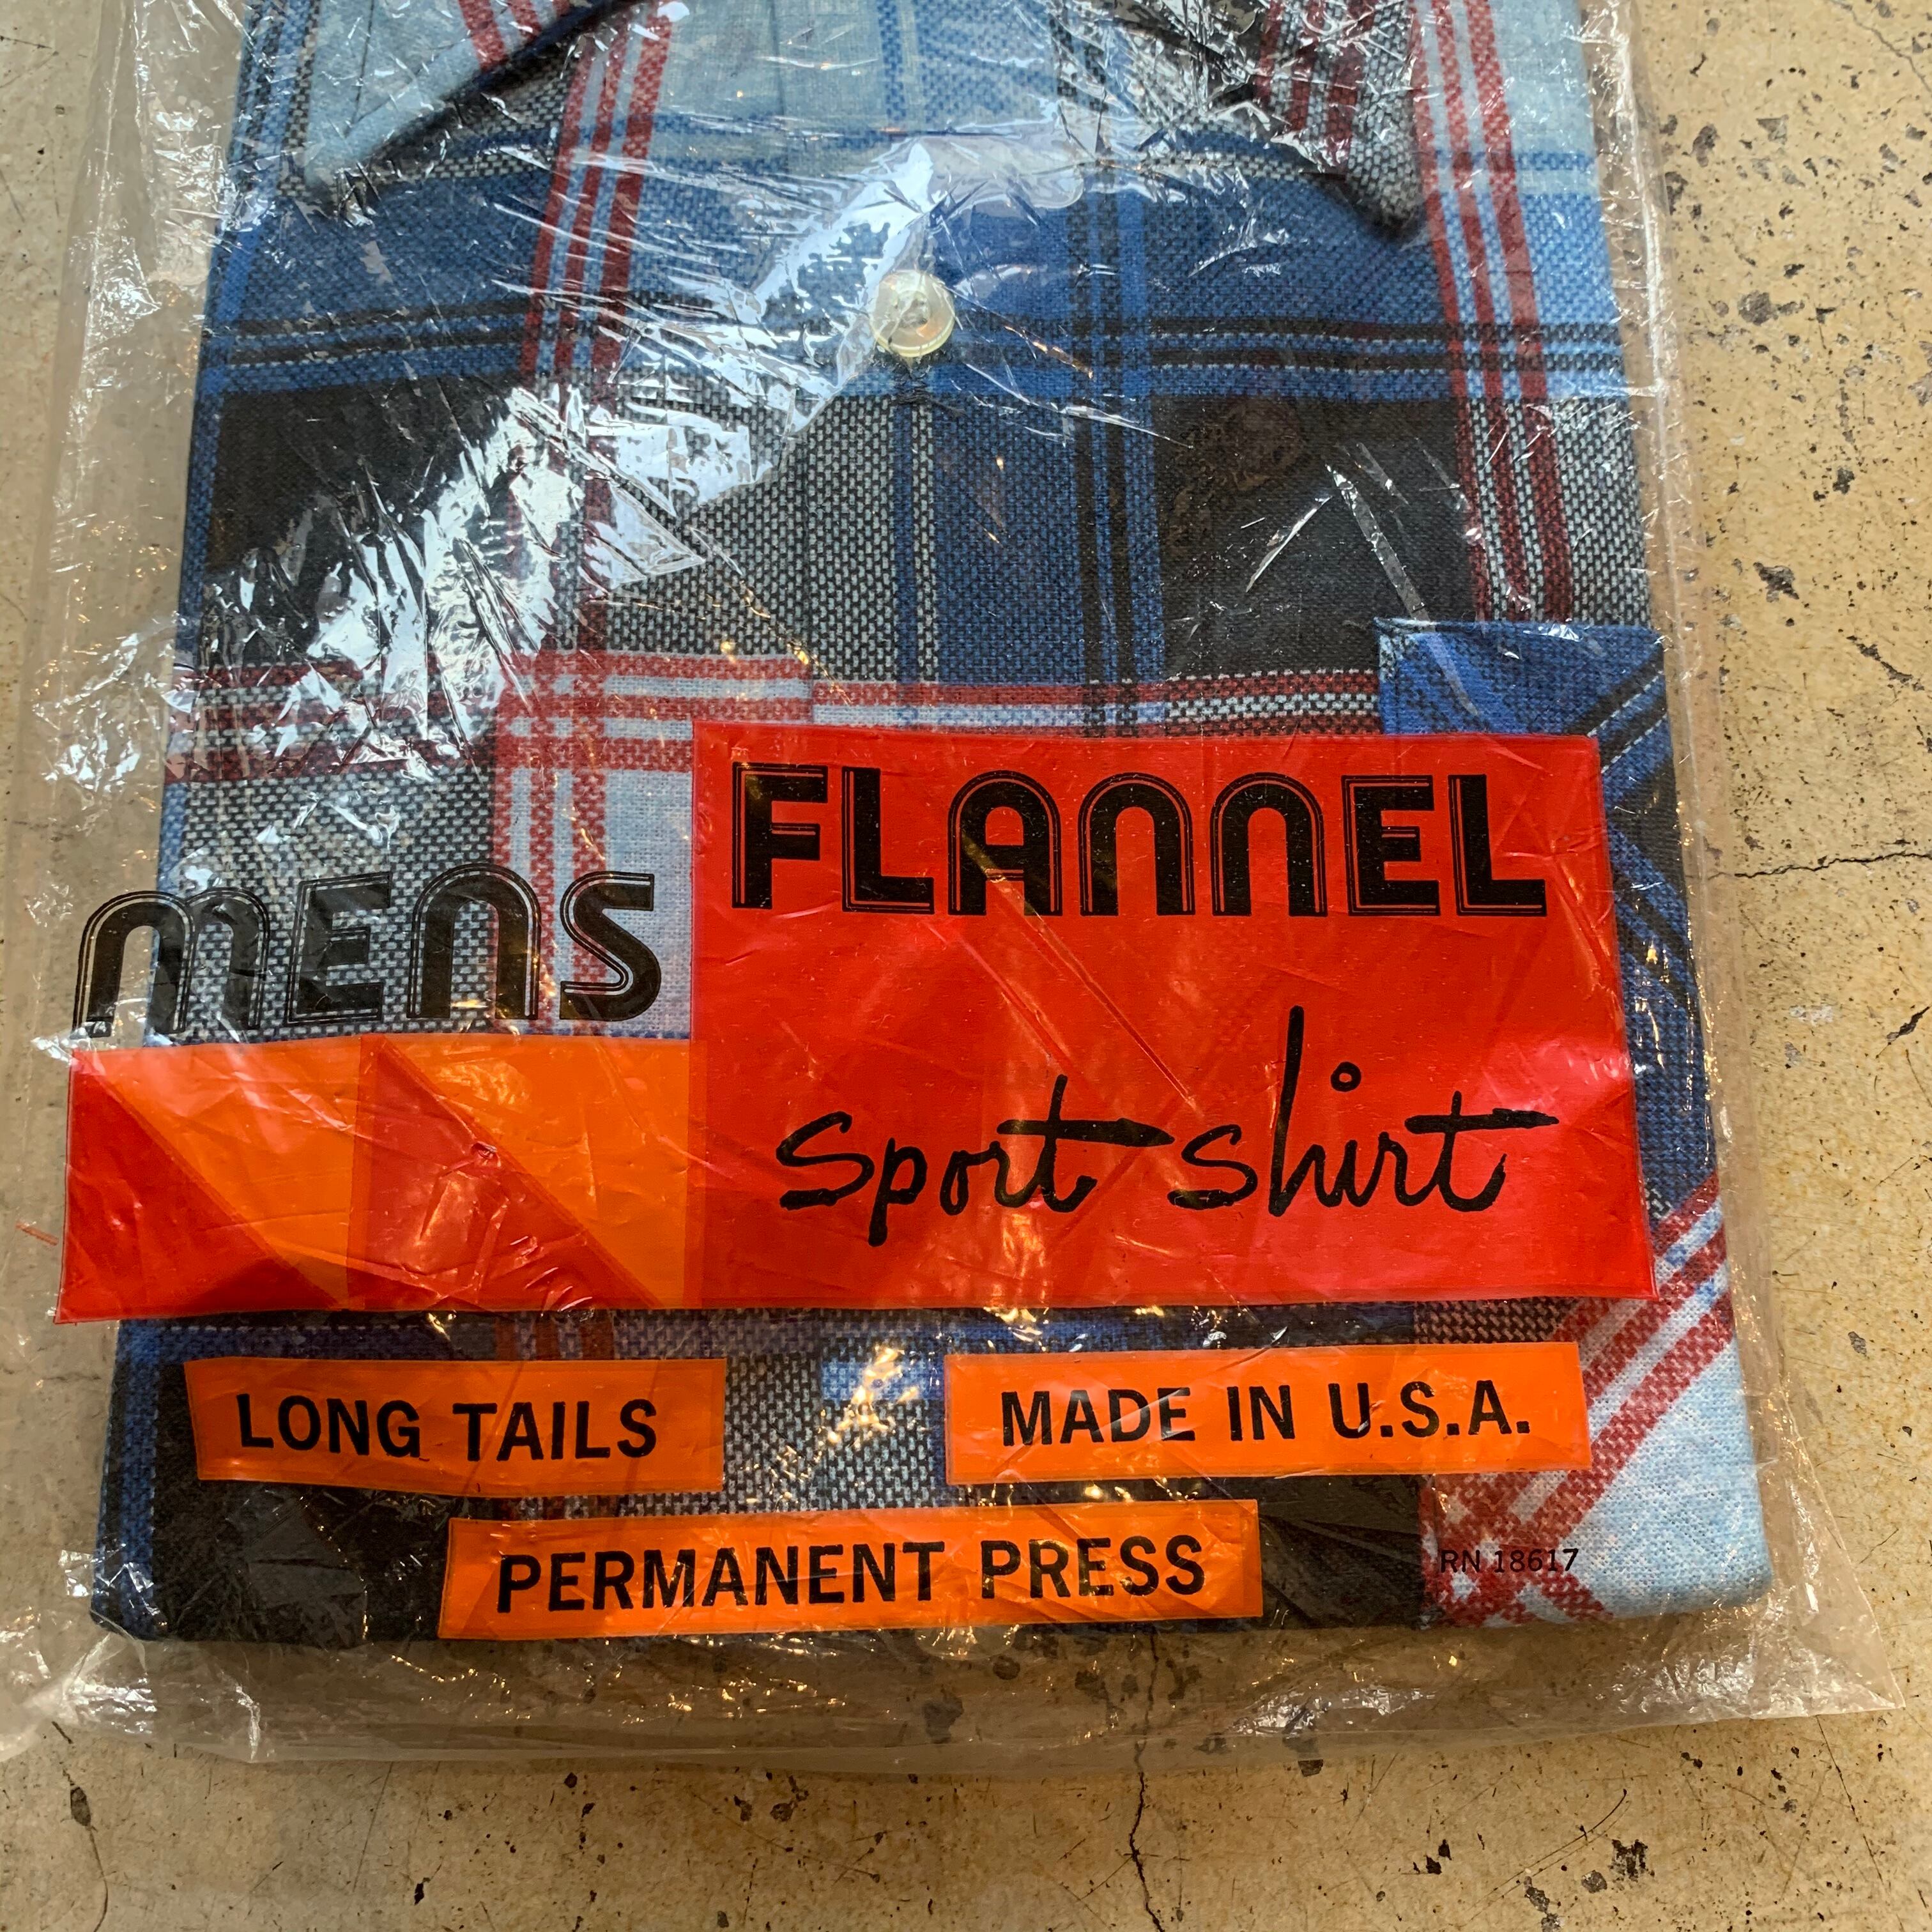 MENS
FLANNEL
sport shirt
LONG TAILS
MADE IN U.S.A.
PERMANENT PRESS
RN 18617